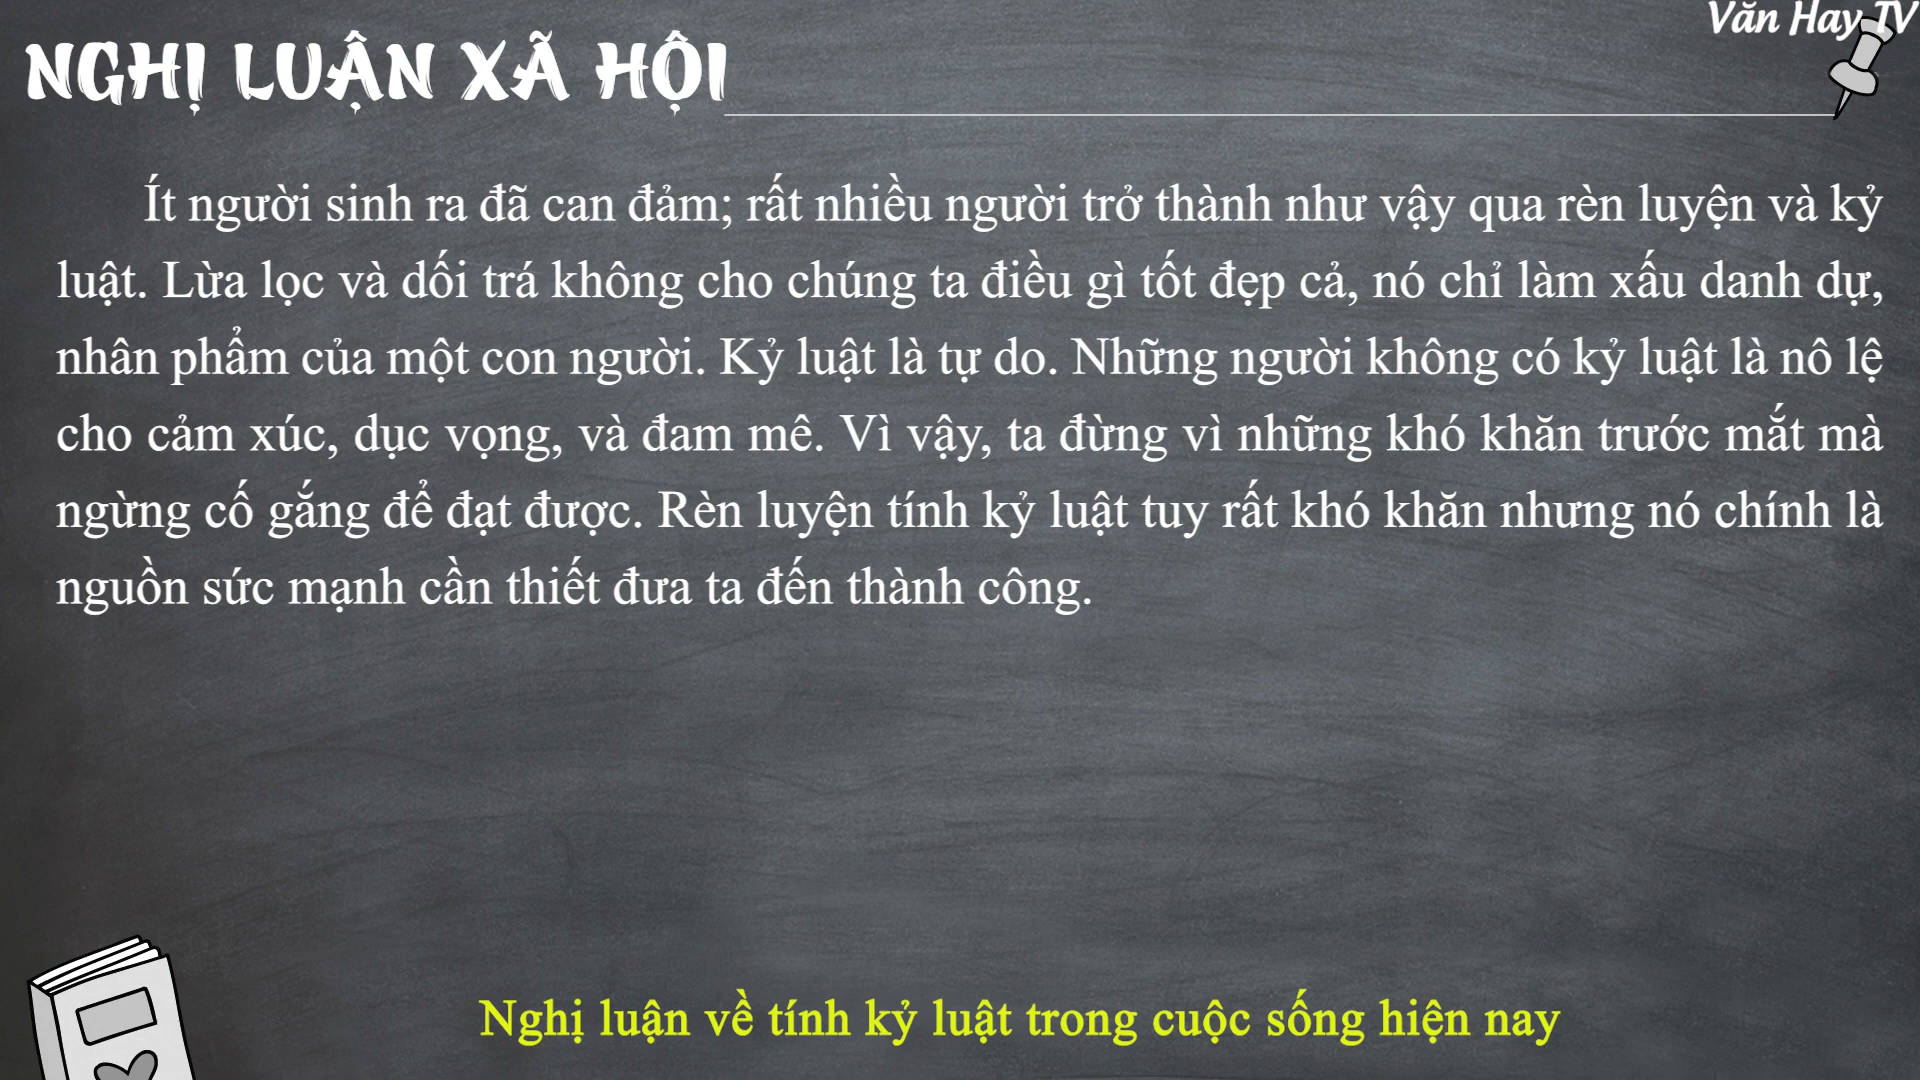 Văn Hay TV
NGHỊ LUẬN XÃ HỘI
Ít người sinh ra đã can đảm; rất nhiều người trở thành như vậy qua rèn luyện và kỷ
luật. Lừa lọc và dối trá không cho chúng ta điều gì tốt đẹp cả, nó chỉ làm xấu danh dự,
nhân phẩm của một con người. Kỷ luật là tự do. Những người không có kỷ luật là nô lệ
cho cảm xúc, dục vọng, và đam mê. Vì vậy, ta đừng vì những khó khăn trước mắt mà
ngừng cố gắng để đạt được. Rèn luyện tính kỷ luật tuy rất khó khăn nhưng nó chính là
nguồn sức mạnh cần thiết đưa ta đến thành công.
Nghị luận về tính kỷ luật trong cuộc sống hiện nay